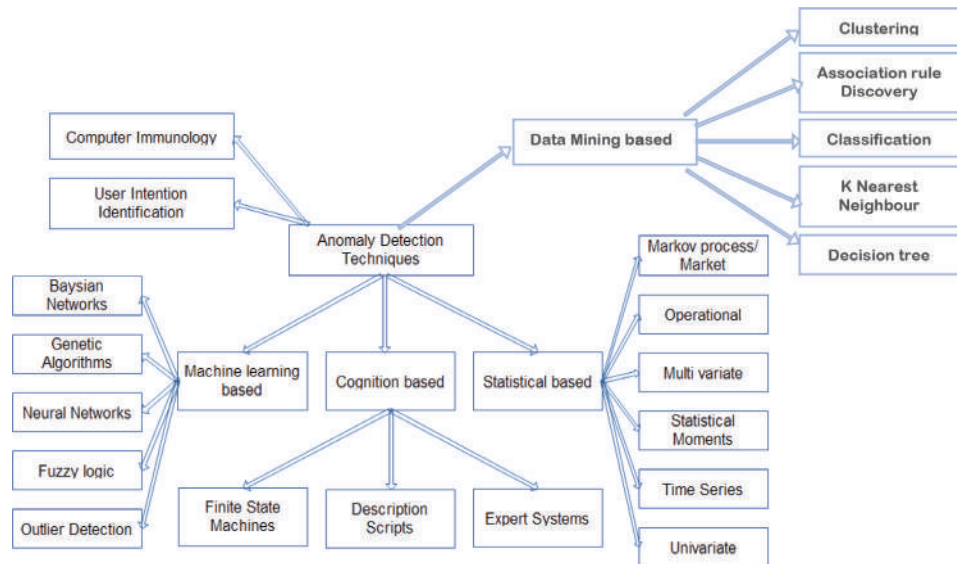 Clustering
Association rule
Discovery
Computer Immunology
Data Mining based
Classification
User Intention
Identification
K Nearest
Neighbour
Anomaly Detection
Techniques
Markov process/
Market
Decision tree
Baysian
Networks
Operational
Genetic
Algorithms
Machine learning
based
Cognition based
Statistical based
Multi variate
Neural Networks
Statistical
Moments
Fuzzy logic
Finite State
Machines
Description
Scripts
Expert Systems
Time Series
Outlier Detection
Univariate